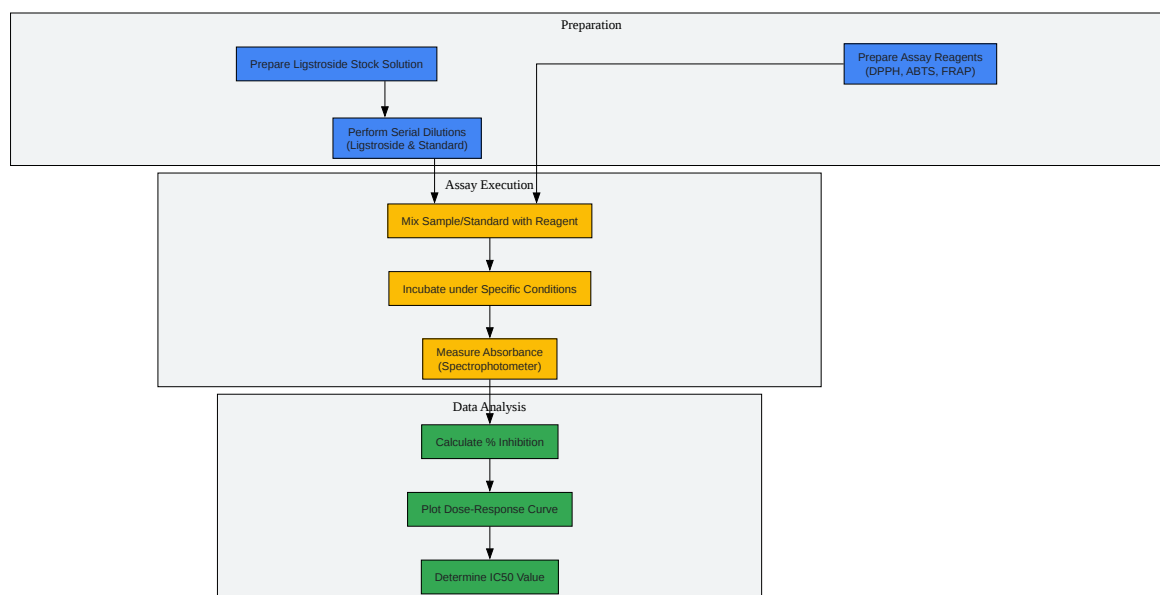 Preparation
Prepare Ligstroside Stock Solution
Prepare Assay Reagents
(DPPH, ABTS, FRAP)
Perform Serial Dilutions
(Ligstroside & Standard)
Assay Execution
Mix Sample/Standard with Reagent
Incubate under Specific Conditions
Measure Absorbance
(Spectrophotometer)
Data Analysis
Calculate % Inhibition
Plot Dose-Response Curve
Determine IC50 Value